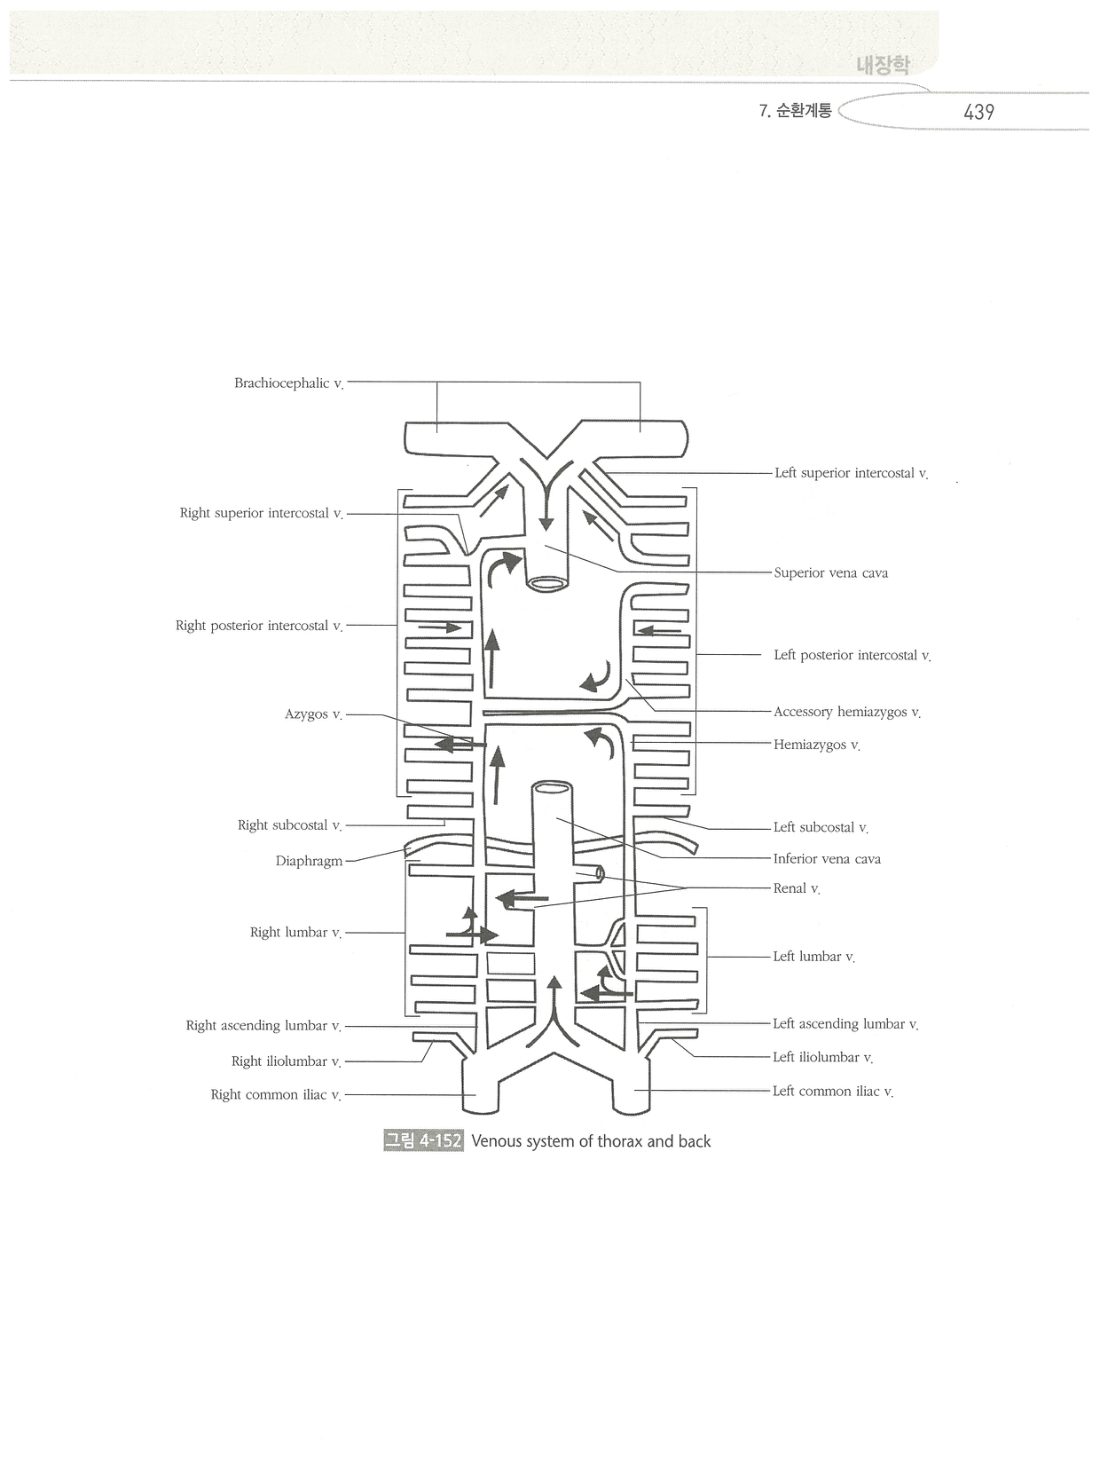 내장학
7. 순환계통
439
Brachiocephalic v.
Left superior intercostal v.
Right superior intercostal v.
Superior vena cava
Right posterior intercostal v.
Left posterior intercostal v.
Azygos v.
Accessory hemiazygos v.
Hemiazygos v.
Right subcostal v.
Left subcostal v.
Diaphragm
Inferior vena cava
Renal v.
Right lumbar v.
Left lumbar v.
Right ascending lumbar v.
Left ascending lumbar v.
Right iliolumbar v.
Left iliolumbar v.
Right common iliac v.
Left common iliac v.
그림 4-152 Venous system of thorax and back